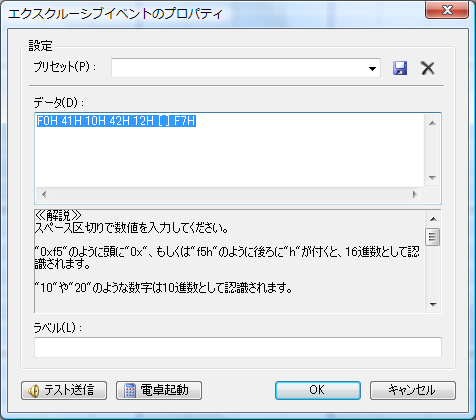 エクスクルーシブイベントのプロパティ
設定
プリセット(P) :
データ(D) :
F0H 41H 10H 42H 12H [ ] F7H
≪解説≫
スペース区切りで数値を入力してください。
"0xf5"のように頭に"0x"、もしくは"f5h"のように後ろに"h"が付くと、16進数として認
識されます。
"10"や"20"のような数字は10進数として認識されます。
ラベル(L) :
テスト送信
電卓起動
OK
キャンセル